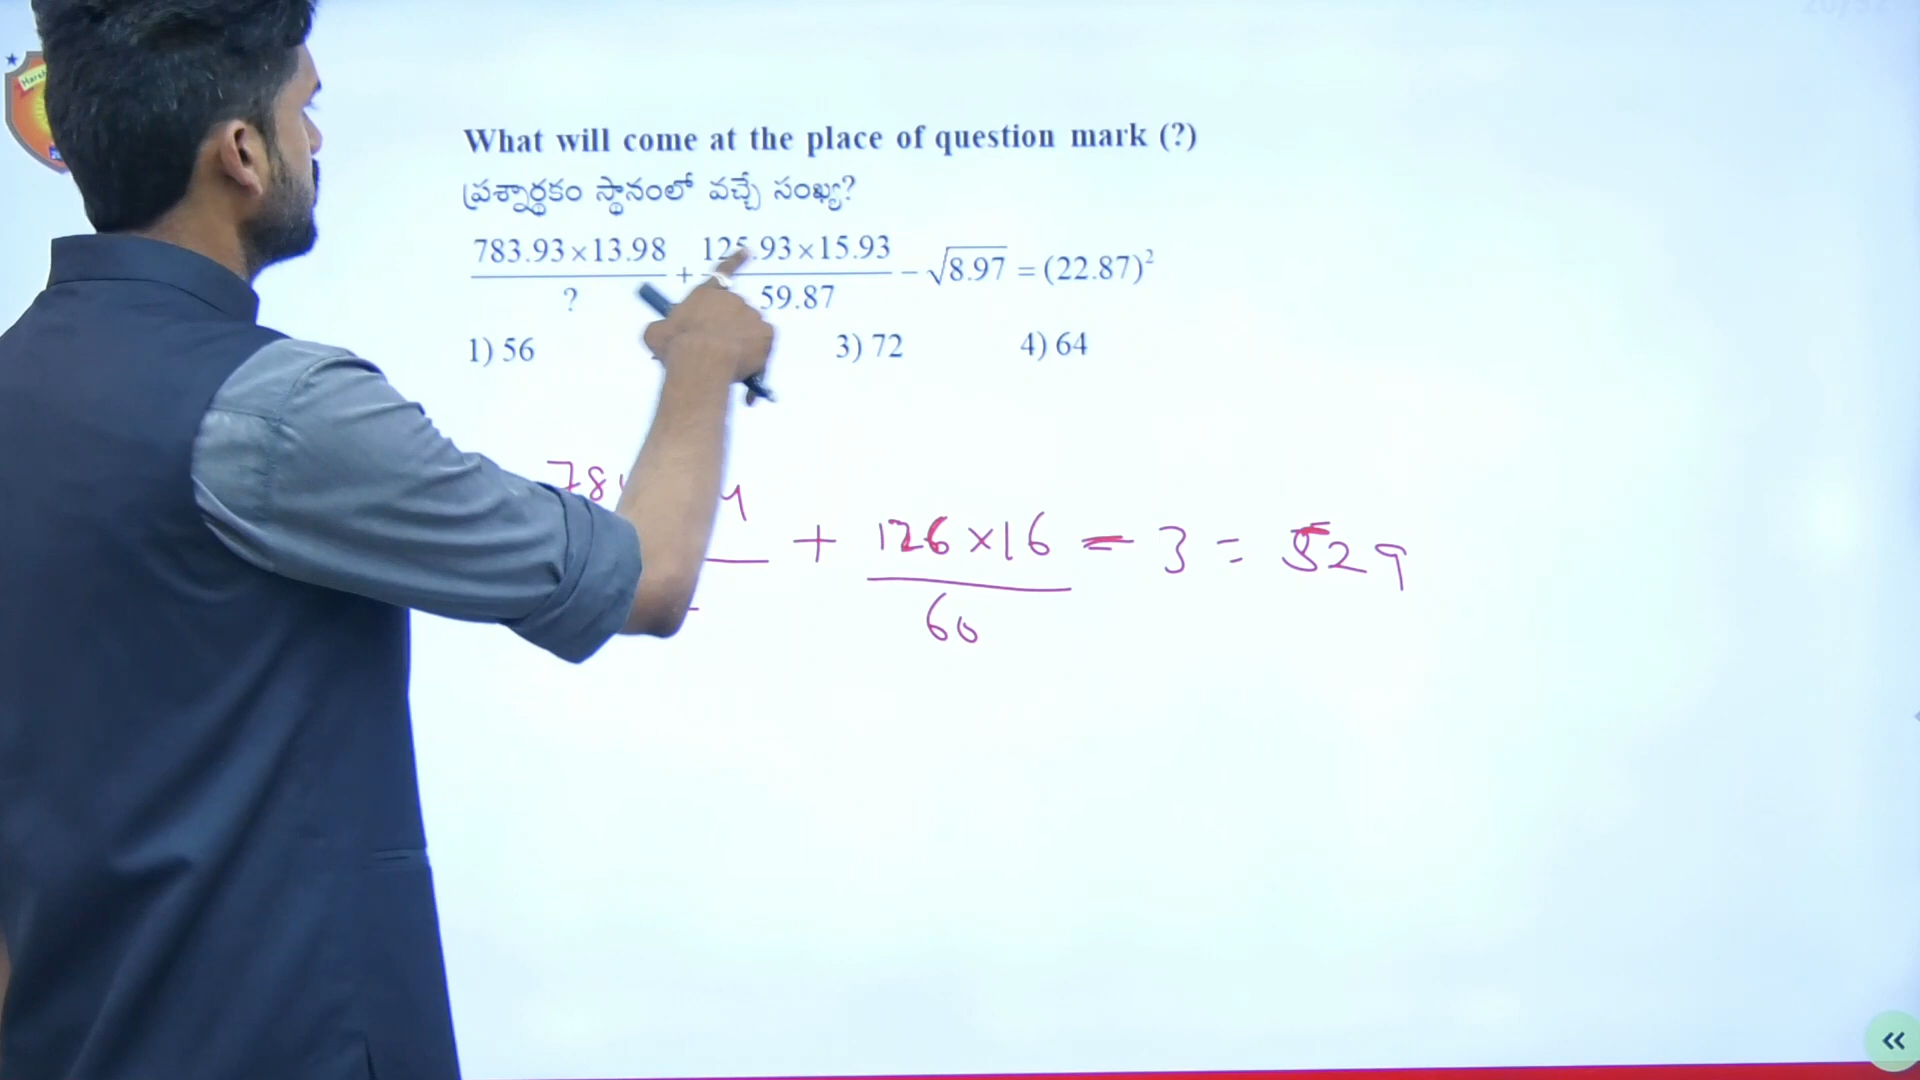 What will come at the place of question mark (?)
ప్రశ్నార్థకం స్థానంలో వచ్చే సంఖ్య?
783.93×13.98/? + 125.93×15.93/59.87 − √8.97 = (22.87)²
1) 56 3) 72 4) 64
78 4 + 126×16/60 − 3 = 529